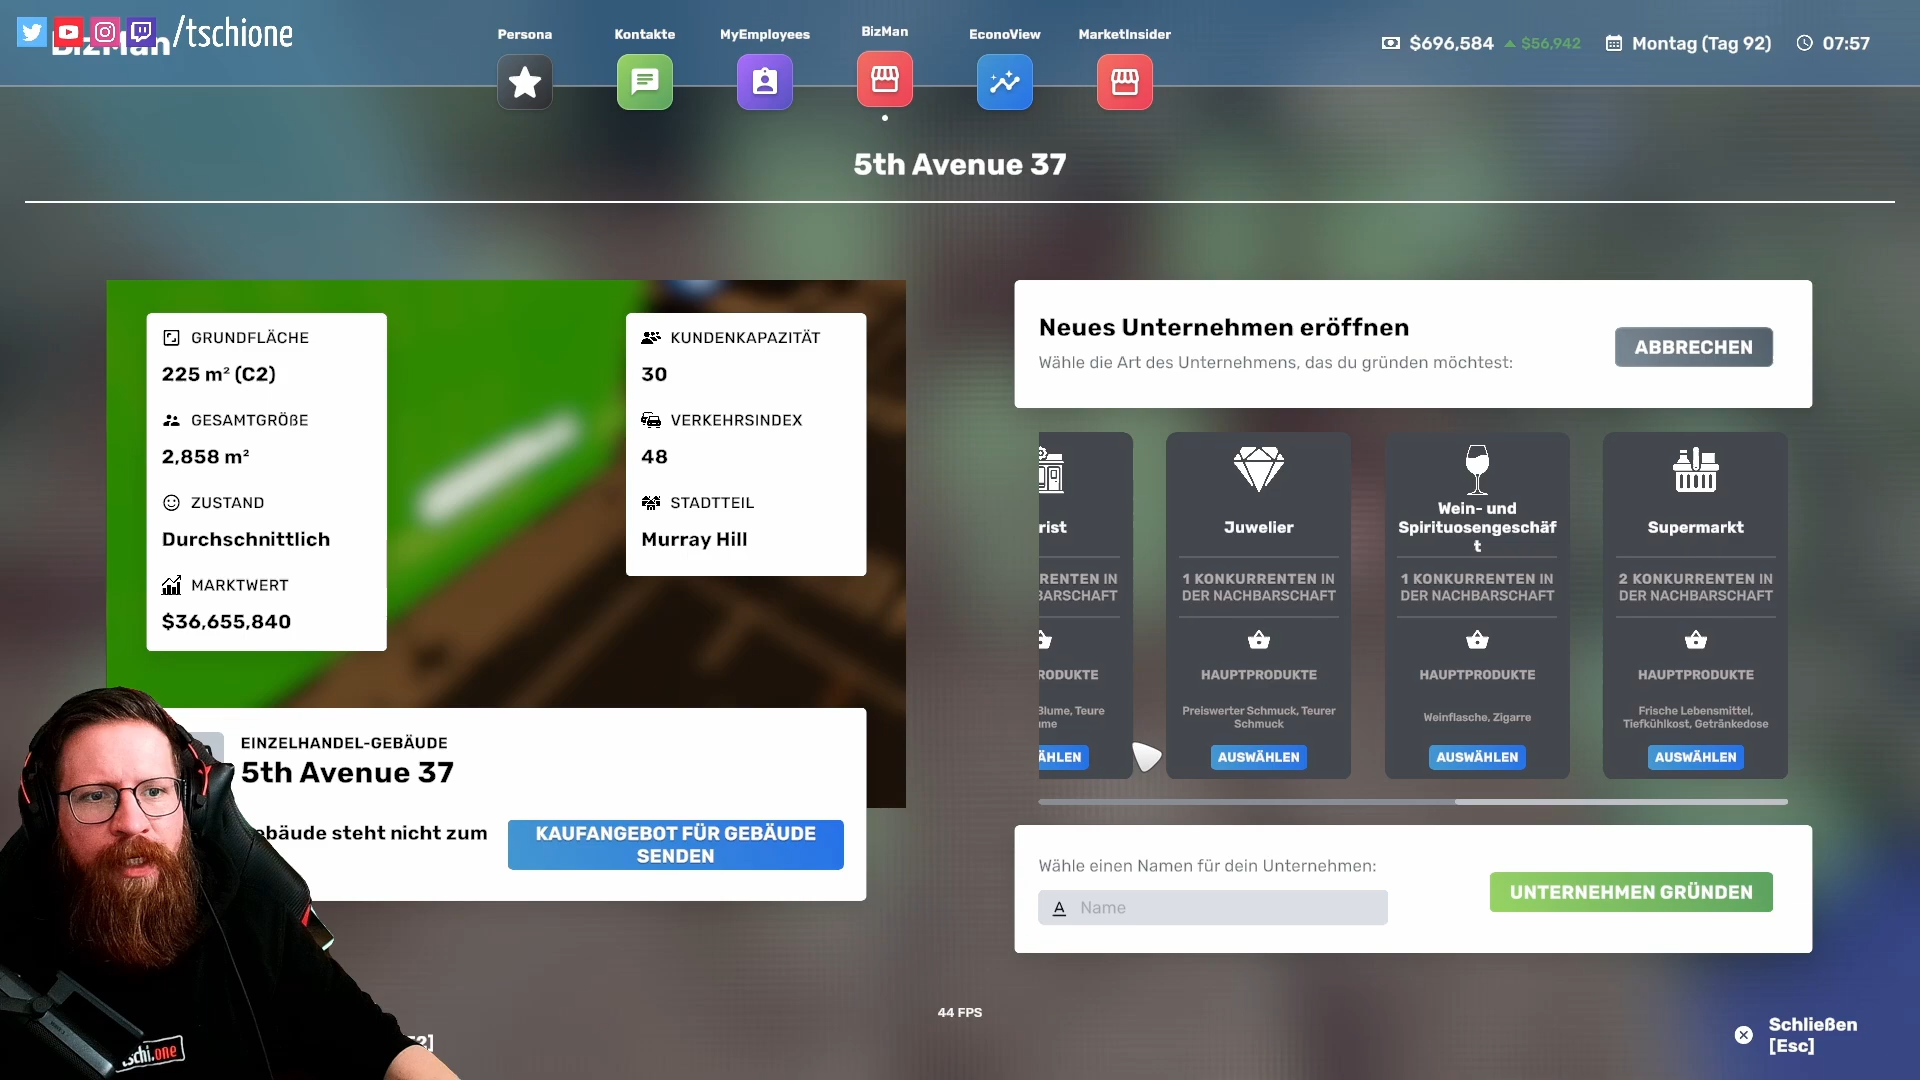 /tschione
BizMan
Persona
Kontakte
MyEmployees
BizMan
EconoView
MarketInsider
$696,584
$56,942
Montag (Tag 92)
07:57
5th Avenue 37
GRUNDFLÄCHE
225 m² (C2)
GESAMTGRÖßE
2,858 m²
ZUSTAND
Durchschnittlich
MARKTWERT
$36,655,840
KUNDENKAPAZITÄT
30
VERKEHRSINDEX
48
STADTTEIL
Murray Hill
EINZELHANDEL-GEBÄUDE
5th Avenue 37
ebäude steht nicht zum
KAUFANGEBOT FÜR GEBÄUDE
SENDEN
Neues Unternehmen eröffnen
Wähle die Art des Unternehmens, das du gründen möchtest:
ABBRECHEN
rist
RENTEN IN
BARSCHAFT
RODUKTE
Blume, Teure
ume
ÄHLEN
Juwelier
1 KONKURRENTEN IN
DER NACHBARSCHAFT
HAUPTPRODUKTE
Preiswerter Schmuck, Teurer
Schmuck
AUSWÄHLEN
Wein- und
Spirituosengeschäf
t
1 KONKURRENTEN IN
DER NACHBARSCHAFT
HAUPTPRODUKTE
Weinflasche, Zigarre
AUSWÄHLEN
Supermarkt
2 KONKURRENTEN IN
DER NACHBARSCHAFT
HAUPTPRODUKTE
Frische Lebensmittel,
Tiefkühlkost, Getränkedose
AUSWÄHLEN
Wähle einen Namen für dein Unternehmen:
Name
UNTERNEHMEN GRÜNDEN
44 FPS
Schließen
[Esc]
tschi.one